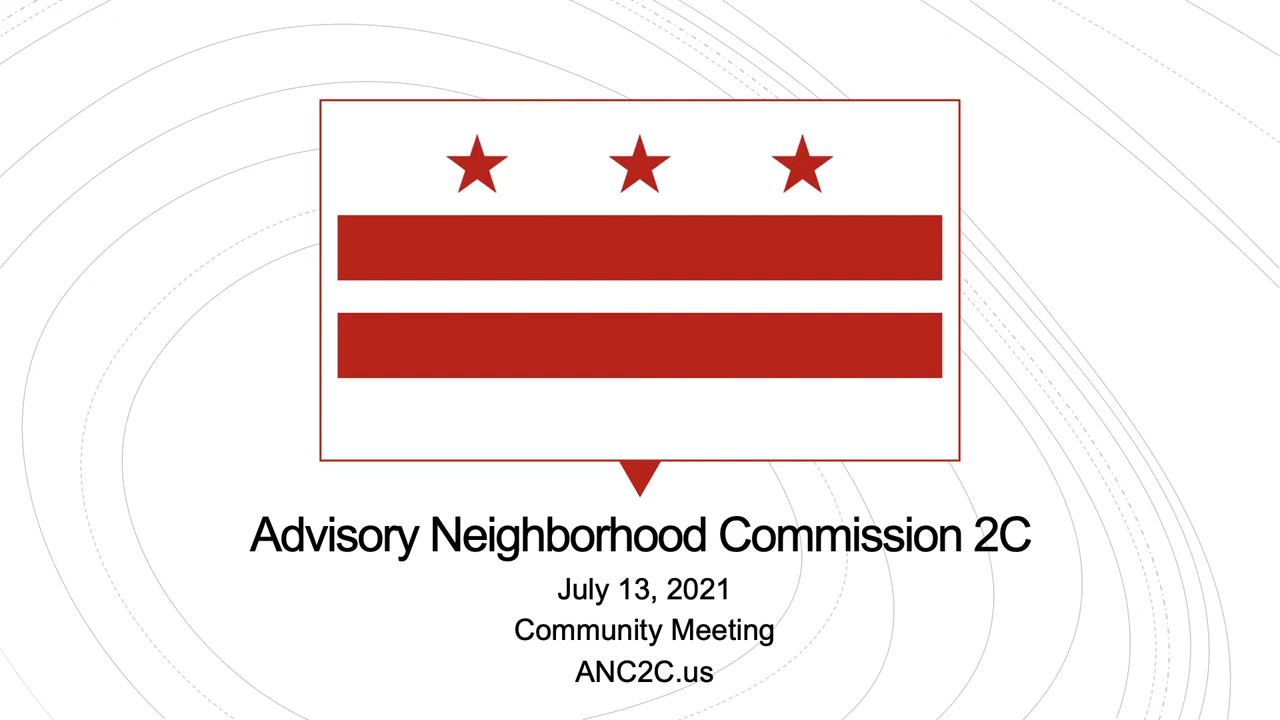 Advisory Neighborhood Commission 2C
July 13, 2021
Community Meeting
ANC2C.us